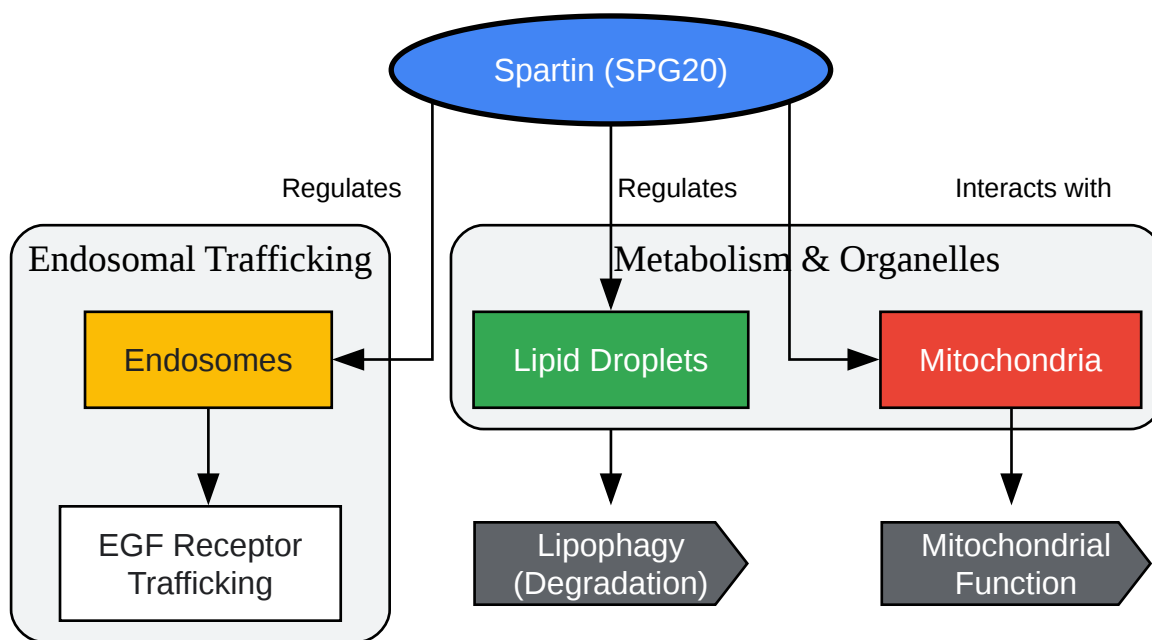 Spartin (SPG20)
Regulates
Regulates
Interacts with
Endosomal Trafficking
Metabolism & Organelles
Endosomes
Lipid Droplets
Mitochondria
EGF Receptor
Trafficking
Lipophagy
(Degradation)
Mitochondrial
Function